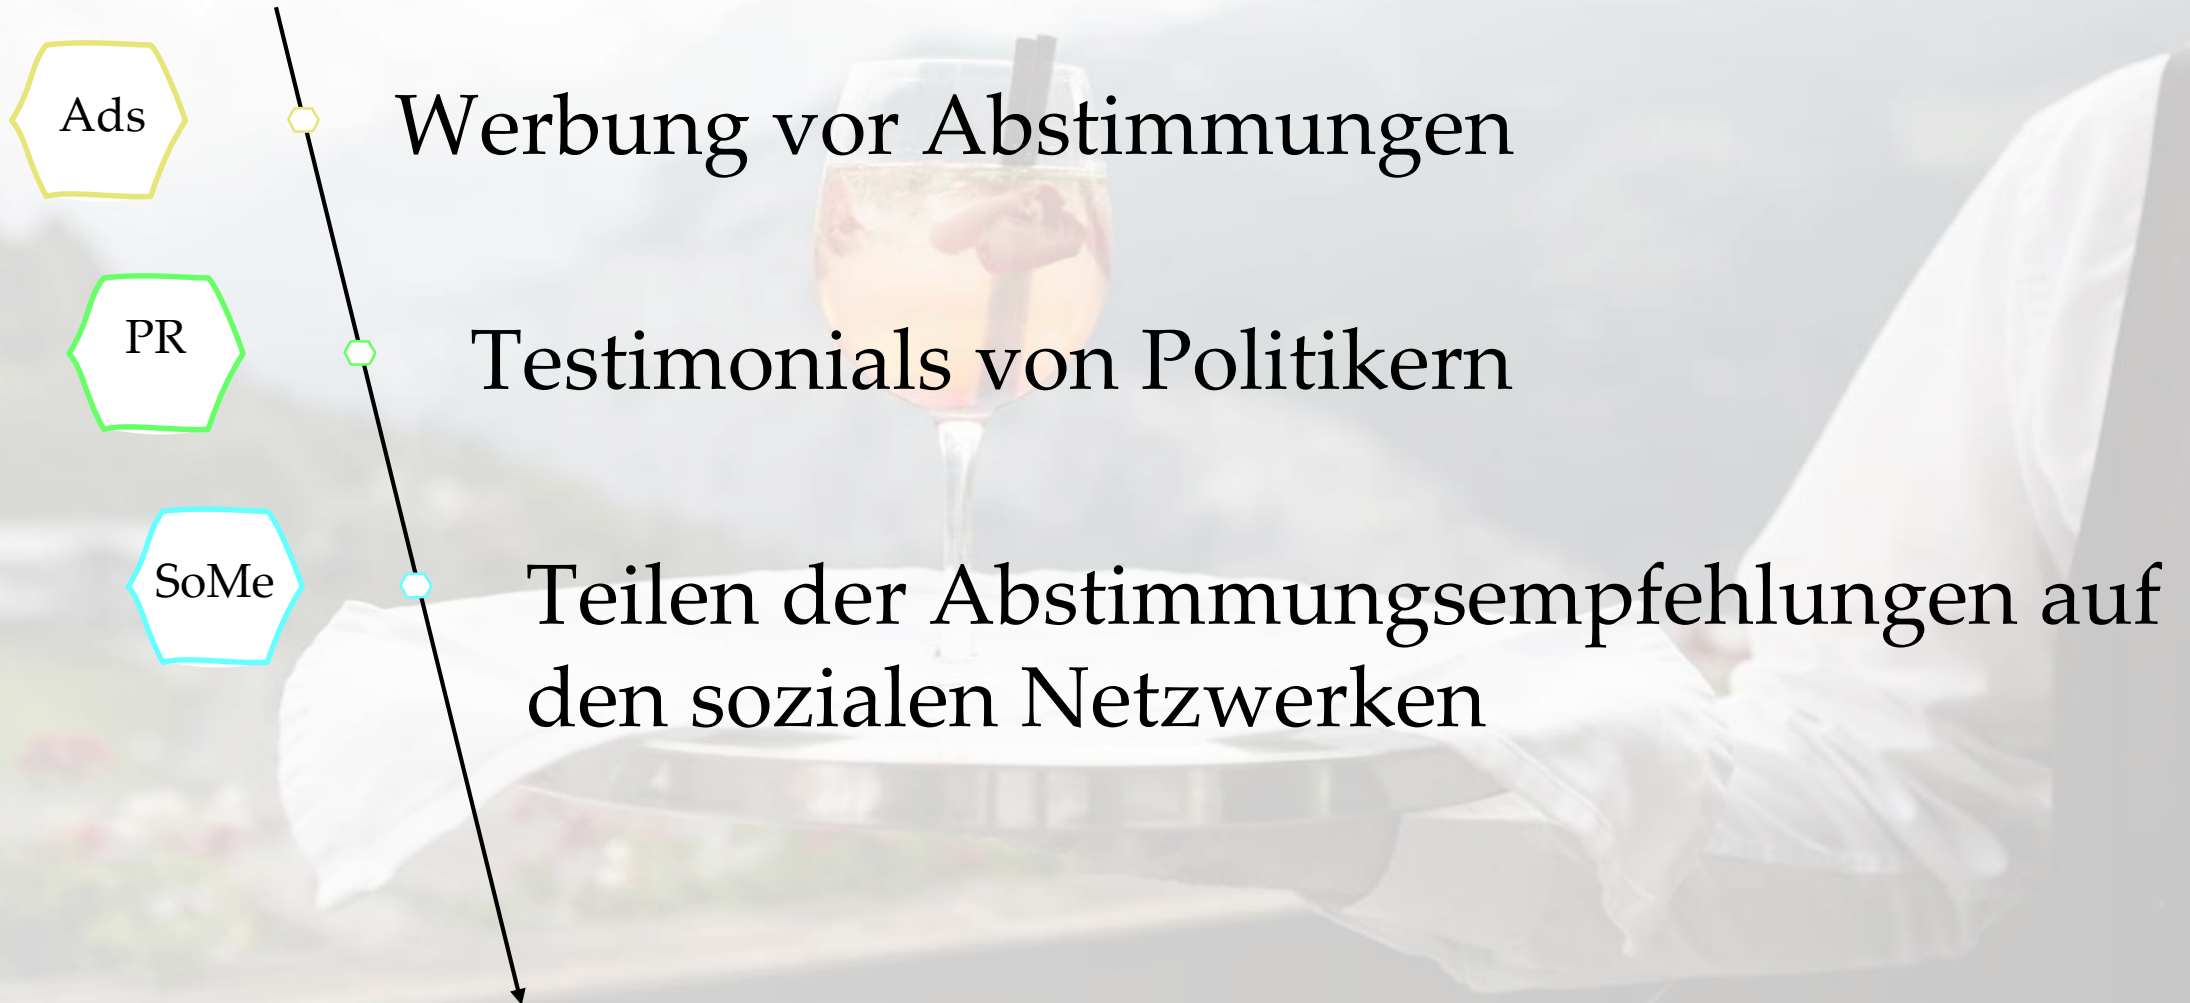 Ads
Werbung vor Abstimmungen
PR
Testimonials von Politikern
SoMe
Teilen der Abstimmungsempfehlungen auf
den sozialen Netzwerken